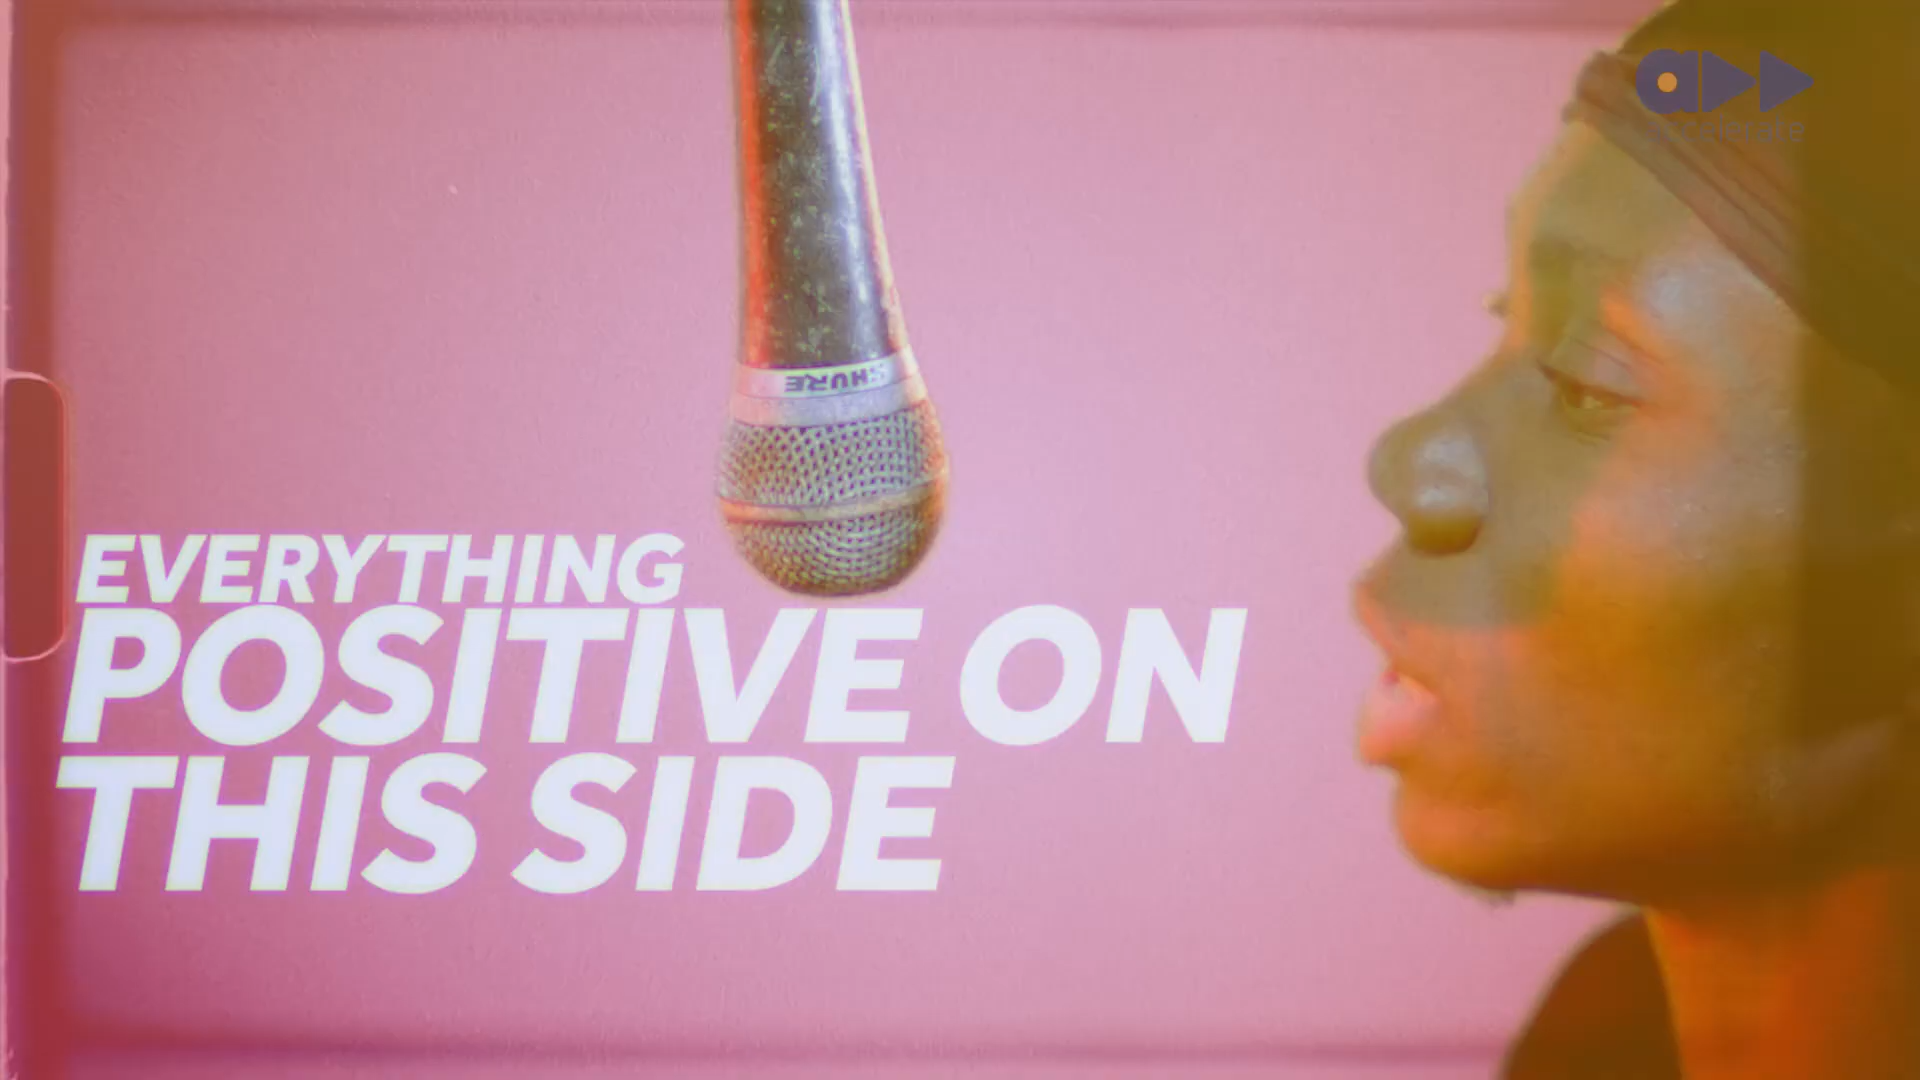 accelerate
SHURE
EVERYTHING
POSITIVE ON
THIS SIDE